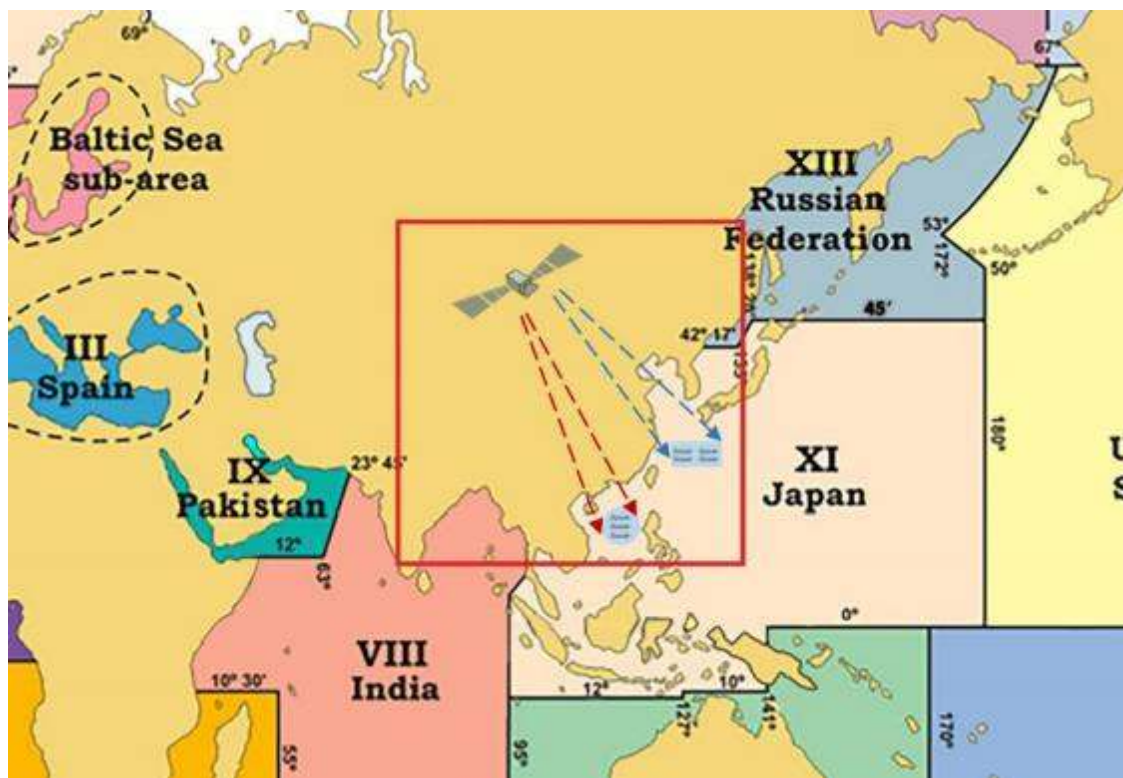 69°
67°
Baltic Sea
sub-area
XIII
Russian
Federation
53°
172°
50°
45'
42° 17'
III
Spain
180°
23° 45'
IX
Pakistan
XI
Japan
12°
63°
0°
VIII
India
10° 30'
12°
10°
127°
141°
55°
95°
170°